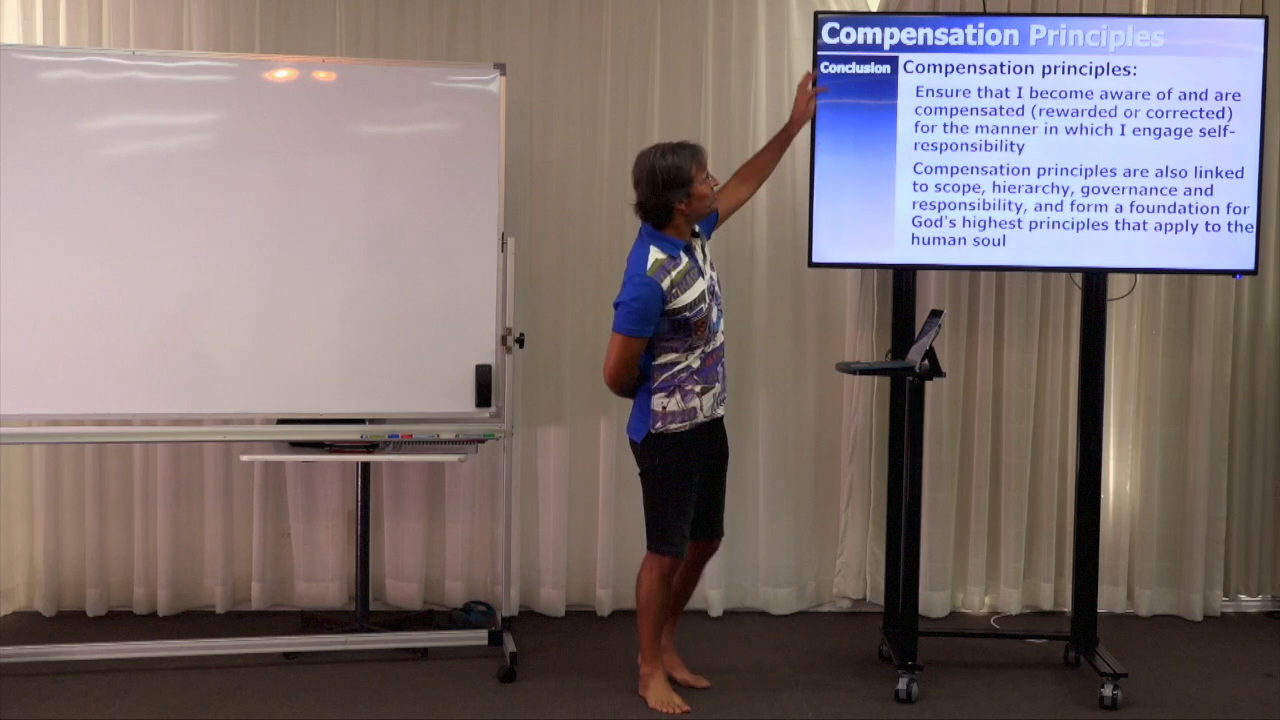 Compensation Principles
Conclusion
Compensation principles:
Ensure that I become aware of and are
compensated (rewarded or corrected)
for the manner in which I engage self-
responsibility
Compensation principles are also linked
to scope, hierarchy, governance and
responsibility, and form a foundation for
God's highest principles that apply to the
human soul